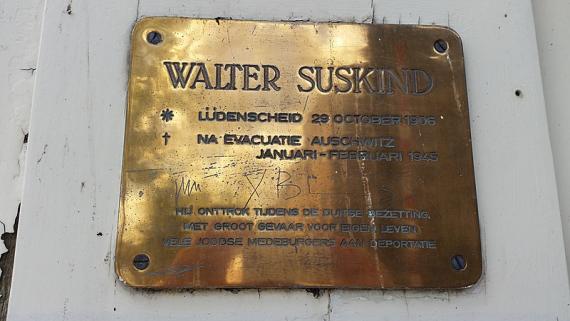 WALTER SUSKIND
* LÜDENSCHEID 29 OCTOBER 1906
† NA EVACUATIE AUSCHWITZ
JANUARI-FEBRUARI 1945
HIJ ONTTROK TIJDENS DE DUITSE BEZETTING,
MET GROOT GEVAAR VOOR EIGEN LEVEN
VELE JOODSE MEDEBURGERS AAN DEPORTATIE